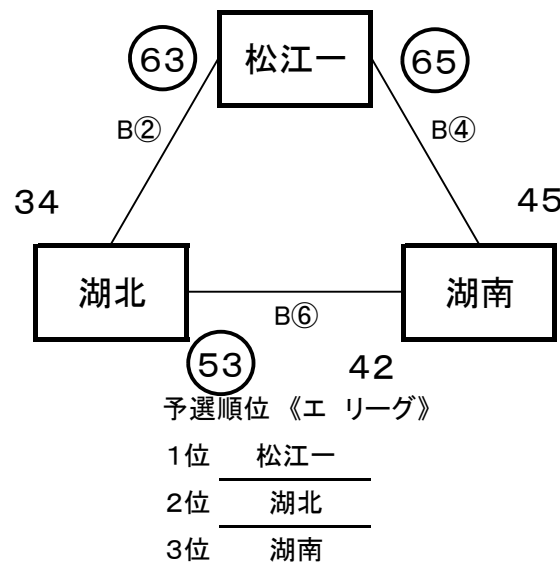 63 松江一 65
B② B④
34 45
湖北 湖南
B⑥
53 42
予選順位 《エ リーグ》
1位 松江一
2位 湖北
3位 湖南